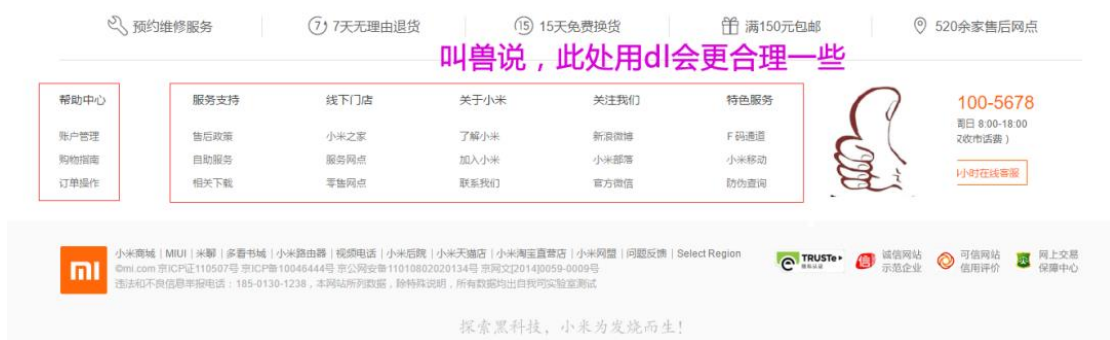 预约维修服务 7 7天无理由退货 15 15天免费换货 满150元包邮 520余家售后网点
叫兽说，此处用dl会更合理一些
帮助中心 服务支持 线下门店 关于小米 关注我们 特色服务 100-5678
周日 8:00-18:00
账户管理 售后政策 小米之家 了解小米 新浪微博 F码通道 收市话费）
购物指南 自助服务 服务网点 加入小米 小米部落 小米移动
订单操作 相关下载 零售网点 联系我们 官方微信 防伪查询 小时在线客服
小米商城 | MIUI | 米聊 | 多看书城 | 小米路由器 | 视频电话 | 小米后院 | 小米天猫店 | 小米淘宝直营店 | 小米网盟 | 问题反馈 | Select Region
©mi.com 京ICP证110507号 京ICP备10046444号 京公网安备11010802020134号 京网文[2014]0059-0009号
违法和不良信息举报电话：185-0130-1238，本网站所列数据，除特殊说明，所有数据均出自我司实验室测试
mi
TRUSTe
诚信网站
示范企业
可信网站
信用评价
网上交易
保障中心
探索黑科技，小米为发烧而生！